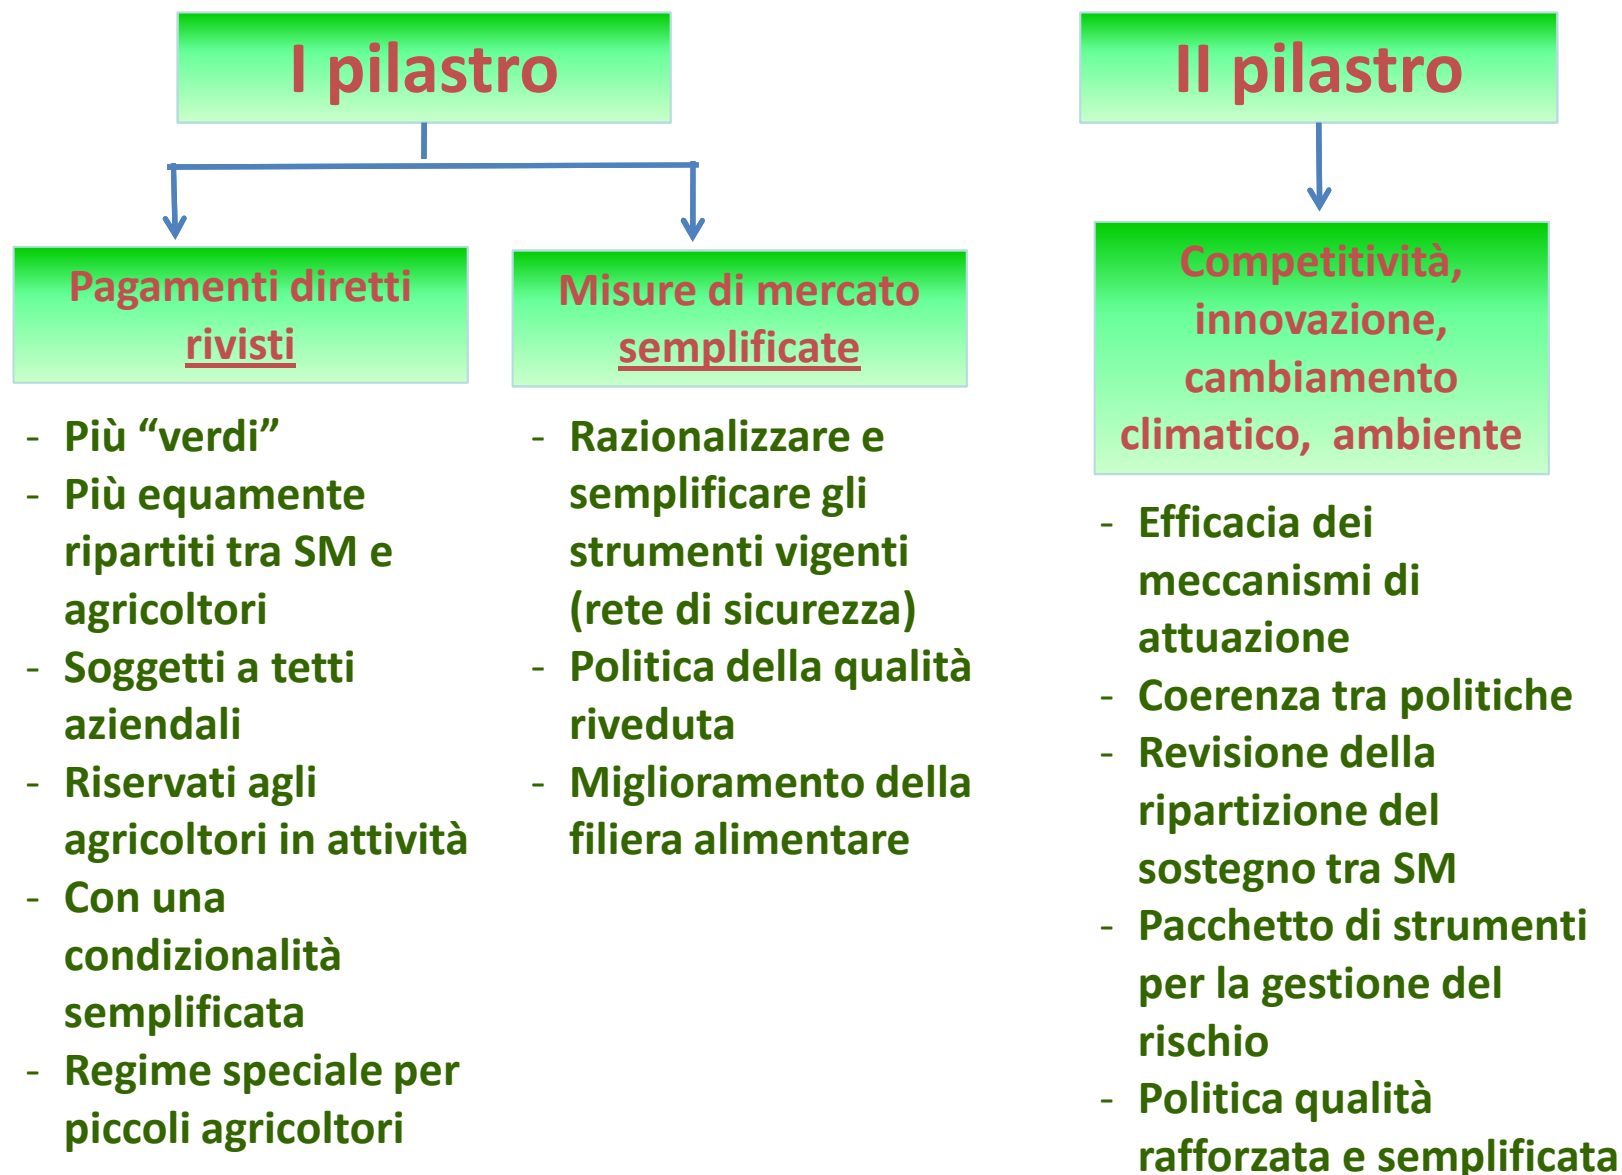 I pilastro
Pagamenti diretti
rivisti
- Più “verdi”
- Più equamente
ripartiti tra SM e
agricoltori
- Soggetti a tetti
aziendali
- Riservati agli
agricoltori in attività
- Con una
condizionalità
semplificata
- Regime speciale per
piccoli agricoltori
Misure di mercato
semplificate
- Razionalizzare e
semplificare gli
strumenti vigenti
(rete di sicurezza)
- Politica della qualità
riveduta
- Miglioramento della
filiera alimentare
II pilastro
Competitività,
innovazione,
cambiamento
climatico, ambiente
- Efficacia dei
meccanismi di
attuazione
- Coerenza tra politiche
- Revisione della
ripartizione del
sostegno tra SM
- Pacchetto di strumenti
per la gestione del
rischio
- Politica qualità
rafforzata e semplificata